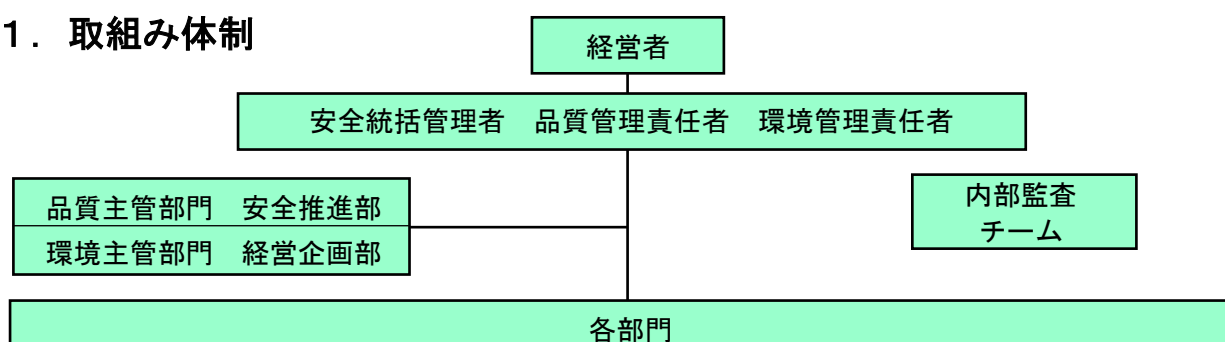 １．取組み体制
経営者
安全統括管理者　品質管理責任者　環境管理責任者
品質主管部門　安全推進部
環境主管部門　経営企画部
内部監査
チーム
各部門